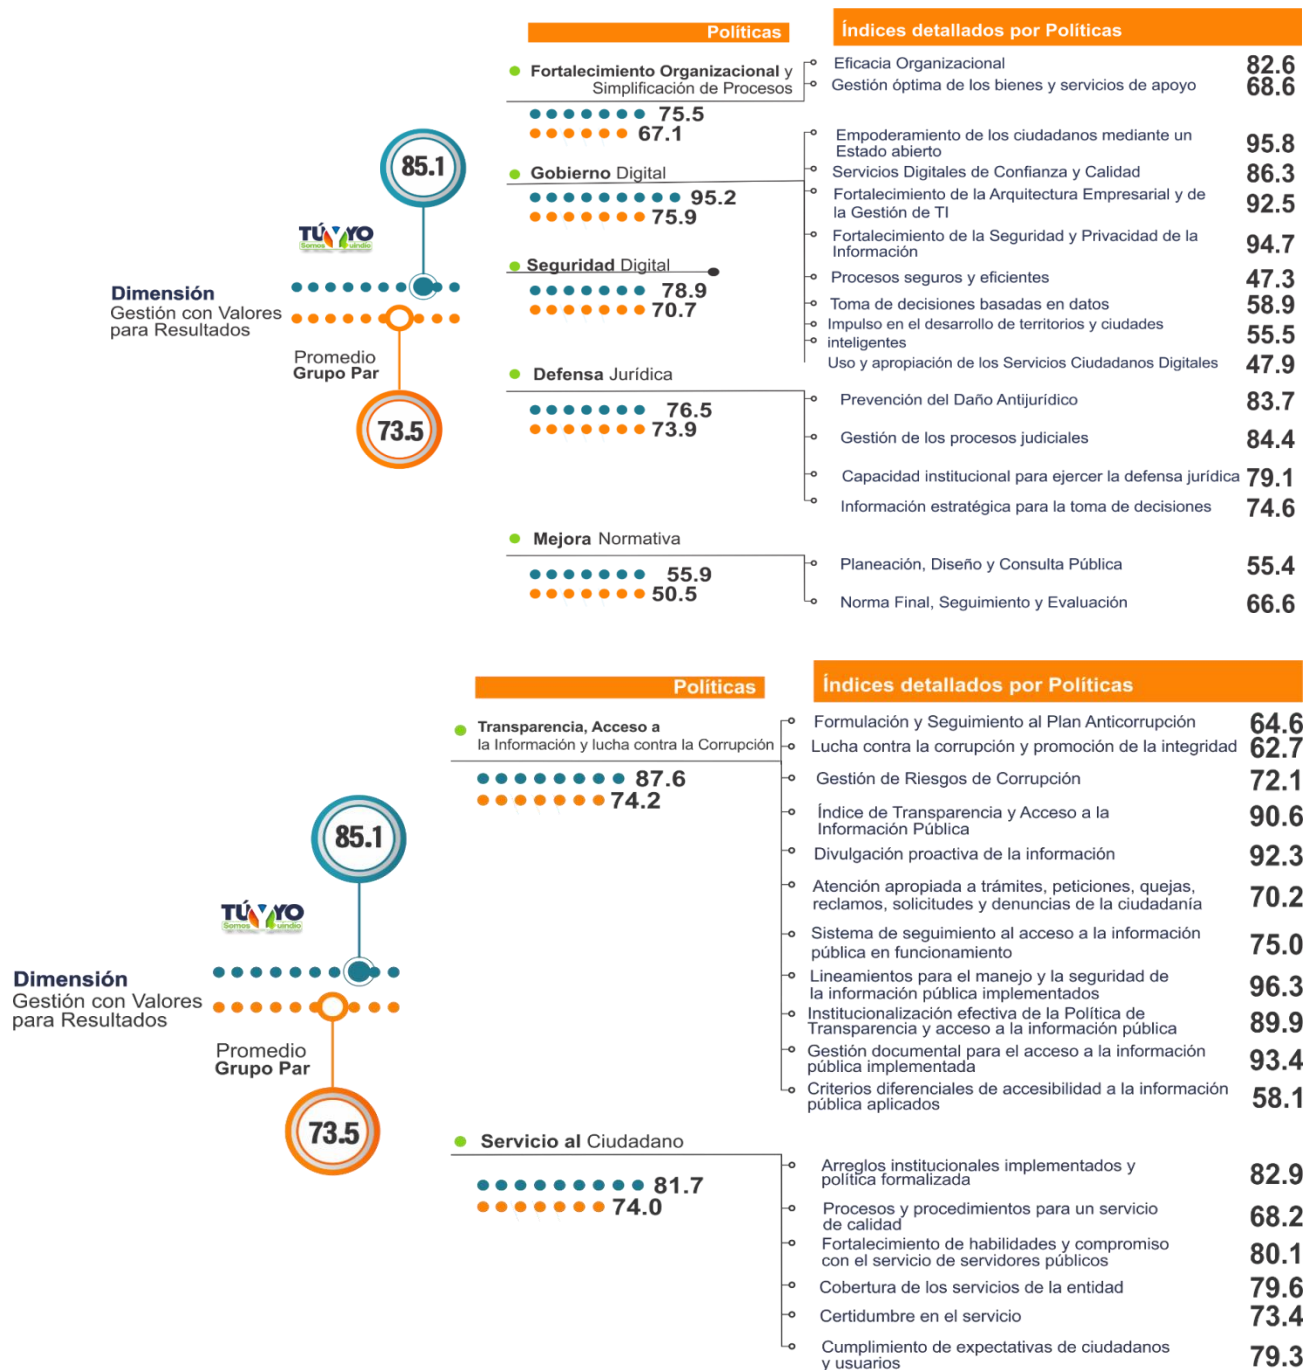 Políticas
Índices detallados por Políticas
Fortalecimiento Organizacional y
Simplificación de Procesos
75.5
67.1
Eficacia Organizacional 82.6
Gestión óptima de los bienes y servicios de apoyo 68.6
85.1
TÚ Y YO
Somos Quindío
Dimensión
Gestión con Valores
para Resultados
Promedio
Grupo Par
73.5
Gobierno Digital
95.2
75.9
Empoderamiento de los ciudadanos mediante un
Estado abierto 95.8
Servicios Digitales de Confianza y Calidad 86.3
Fortalecimiento de la Arquitectura Empresarial y de
la Gestión de TI 92.5
Fortalecimiento de la Seguridad y Privacidad de la
Información 94.7
Procesos seguros y eficientes 47.3
Toma de decisiones basadas en datos 58.9
Impulso en el desarrollo de territorios y ciudades
inteligentes 55.5
Uso y apropiación de los Servicios Ciudadanos Digitales 47.9
Seguridad Digital
78.9
70.7
Defensa Jurídica
76.5
73.9
Prevención del Daño Antijurídico 83.7
Gestión de los procesos judiciales 84.4
Capacidad institucional para ejercer la defensa jurídica 79.1
Información estratégica para la toma de decisiones 74.6
Mejora Normativa
55.9
50.5
Planeación, Diseño y Consulta Pública 55.4
Norma Final, Seguimiento y Evaluación 66.6
Políticas
Índices detallados por Políticas
Transparencia, Acceso a
la Información y lucha contra la Corrupción
87.6
74.2
Formulación y Seguimiento al Plan Anticorrupción 64.6
Lucha contra la corrupción y promoción de la integridad 62.7
Gestión de Riesgos de Corrupción 72.1
Índice de Transparencia y Acceso a la
Información Pública 90.6
Divulgación proactiva de la información 92.3
Atención apropiada a trámites, peticiones, quejas,
reclamos, solicitudes y denuncias de la ciudadanía 70.2
Sistema de seguimiento al acceso a la información
pública en funcionamiento 75.0
Lineamientos para el manejo y la seguridad de
la información pública implementados 96.3
Institucionalización efectiva de la Política de
Transparencia y acceso a la información pública 89.9
Gestión documental para el acceso a la información
pública implementada 93.4
Criterios diferenciales de accesibilidad a la información
pública aplicados 58.1
85.1
TÚ Y YO
Somos Quindío
Dimensión
Gestión con Valores
para Resultados
Promedio
Grupo Par
73.5
Servicio al Ciudadano
81.7
74.0
Arreglos institucionales implementados y
política formalizada 82.9
Procesos y procedimientos para un servicio
de calidad 68.2
Fortalecimiento de habilidades y compromiso
con el servicio de servidores públicos 80.1
Cobertura de los servicios de la entidad 79.6
Certidumbre en el servicio 73.4
Cumplimiento de expectativas de ciudadanos
y usuarios 79.3